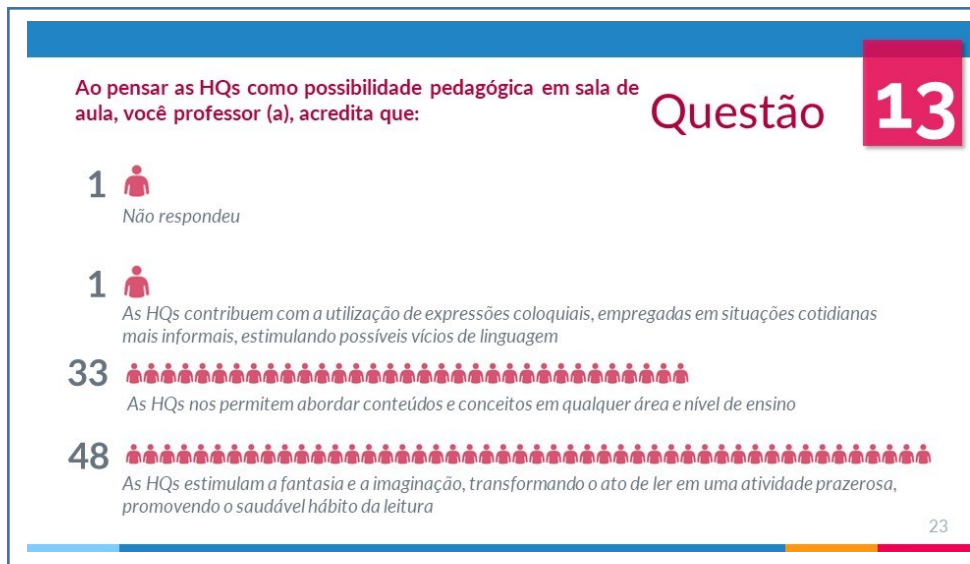 Ao pensar as HQs como possibilidade pedagógica em sala de
aula, você professor (a), acredita que:
Questão
13
1
Não respondeu
1
As HQs contribuem com a utilização de expressões coloquiais, empregadas em situações cotidianas
mais informais, estimulando possíveis vícios de linguagem
33
As HQs nos permitem abordar conteúdos e conceitos em qualquer área e nível de ensino
48
As HQs estimulam a fantasia e a imaginação, transformando o ato de ler em uma atividade prazerosa,
promovendo o saudável hábito da leitura
23